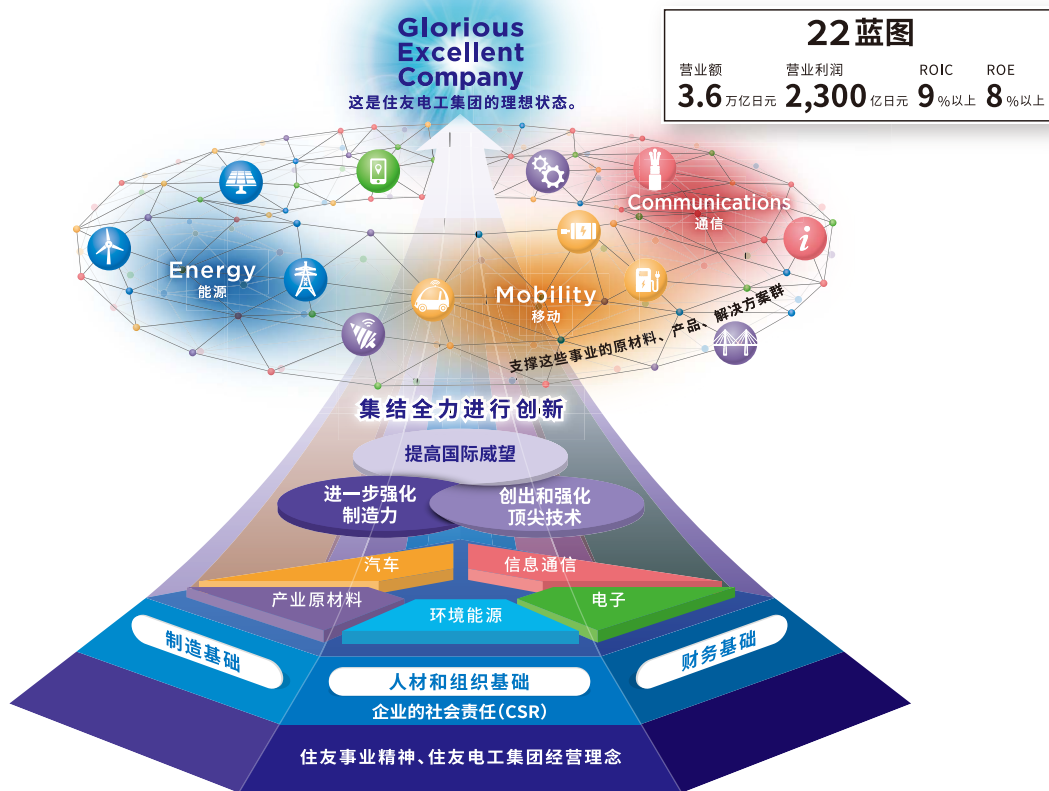 Glorious
Excellent
Company
这是住友电工集团的理想状态。
22蓝图
营业额 营业利润 ROIC ROE
3.6万亿日元 2,300亿日元 9%以上 8%以上
Communications
通信
Energy
能源
Mobility
移动
支撑这些事业的原材料、产品、解决方案群
集结全力进行创新
提高国际威望
进一步强化
制造力
创出和强化
顶尖技术
汽车
信息通信
产业原材料
环境能源
电子
制造基础
人材和组织基础
财务基础
企业的社会责任(CSR)
住友事业精神、住友电工集团经营理念